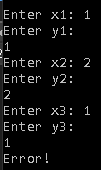 Enter x1: 1
Enter y1:
1
Enter x2: 2
Enter y2:
2
Enter x3: 1
Enter y3:
1
Error!